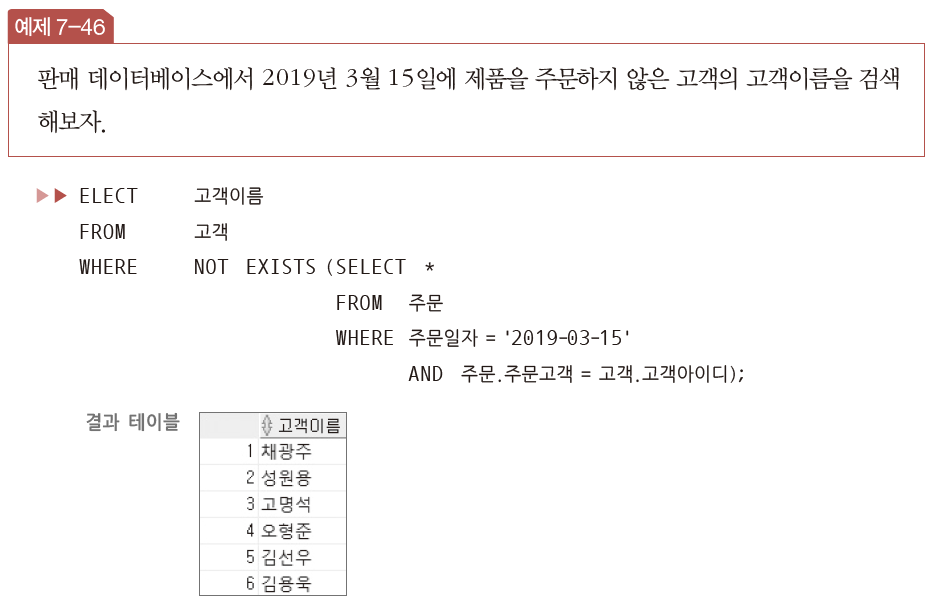 예제 7-46
판매 데이터베이스에서 2019년 3월 15일에 제품을 주문하지 않은 고객의 고객이름을 검색
해보자.
ELECT 고객이름
FROM 고객
WHERE NOT EXISTS (SELECT *
FROM 주문
WHERE 주문일자 = '2019-03-15'
AND 주문.주문고객 = 고객.고객아이디);
결과 테이블
고객이름
1 채광주
2 성원용
3 고명석
4 오형준
5 김선우
6 김용욱